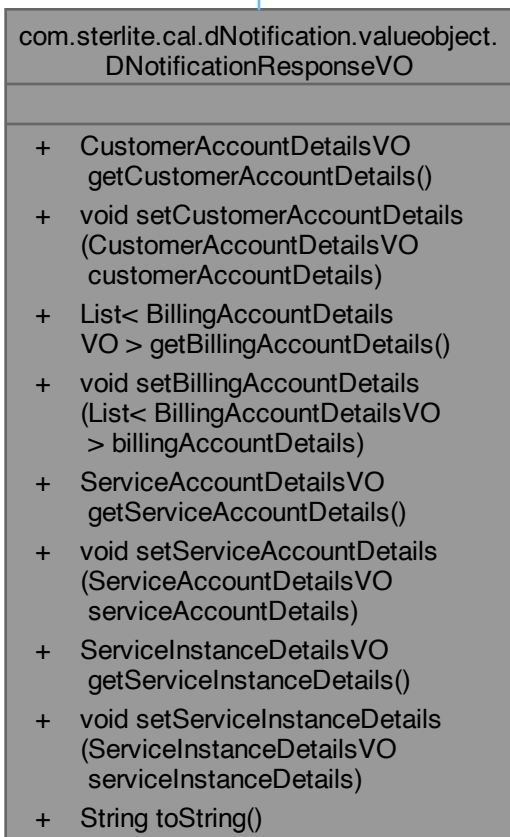 com.sterlite.cal.dNotification.valueobject.
DNotificationResponseVO
+ CustomerAccountDetailsVO
getCustomerAccountDetails()
+ void setCustomerAccountDetails
(CustomerAccountDetailsVO
customerAccountDetails)
+ List< BillingAccountDetails
VO > getBillingAccountDetails()
+ void setBillingAccountDetails
(List< BillingAccountDetailsVO
> billingAccountDetails)
+ ServiceAccountDetailsVO
getServiceAccountDetails()
+ void setServiceAccountDetails
(ServiceAccountDetailsVO
serviceAccountDetails)
+ ServiceInstanceDetailsVO
getServiceInstanceDetails()
+ void setServiceInstanceDetails
(ServiceInstanceDetailsVO
serviceInstanceDetails)
+ String toString()